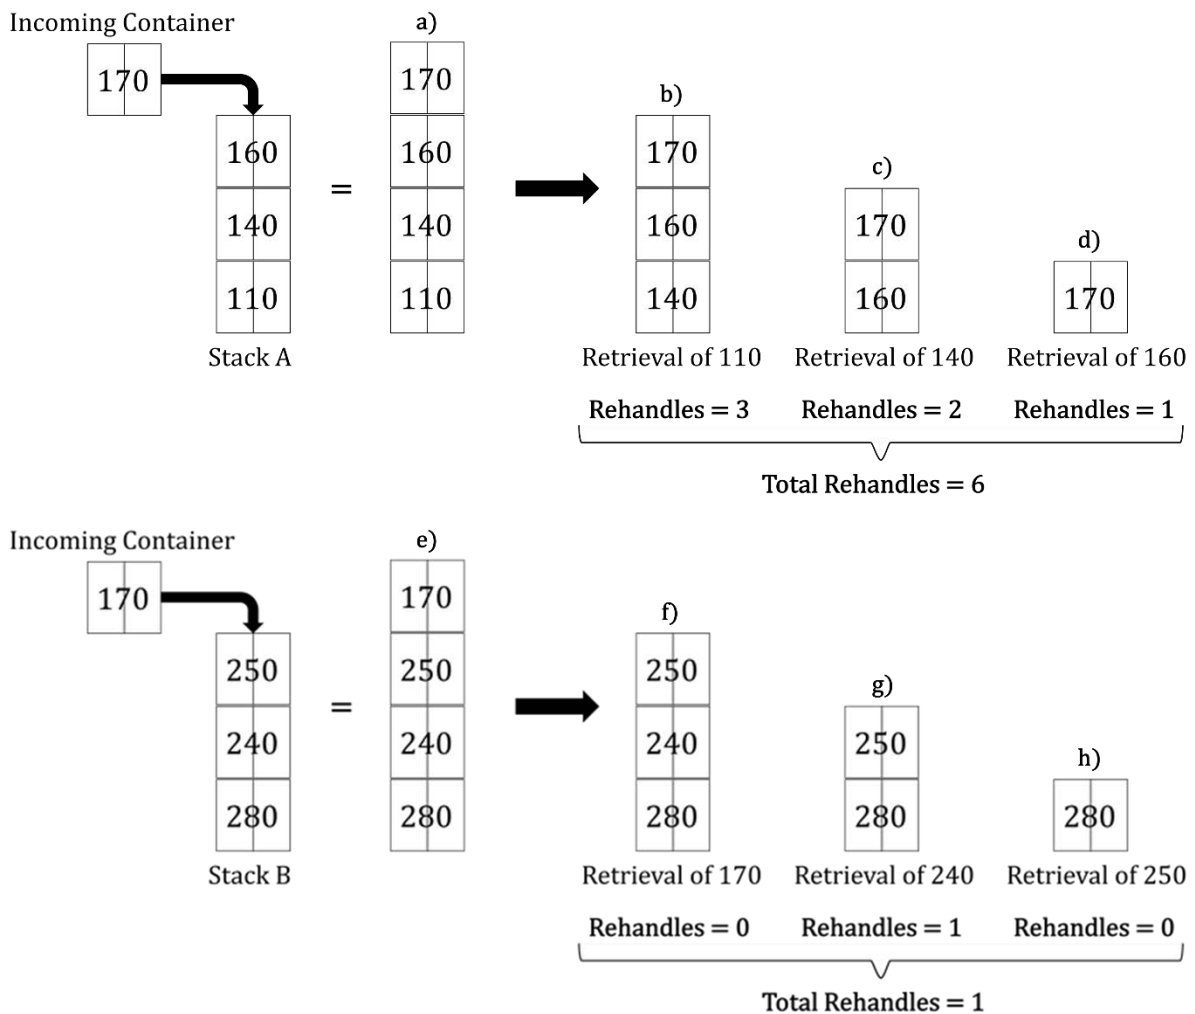 Incoming Container
170
160
140
110
Stack A
=
a)
170
160
140
110
b)
170
160
140
Retrieval of 110
Rehandles = 3
c)
170
160
Retrieval of 140
Rehandles = 2
d)
170
Retrieval of 160
Rehandles = 1
Total Rehandles = 6
Incoming Container
170
250
240
280
Stack B
=
e)
170
250
240
280
f)
250
240
280
Retrieval of 170
Rehandles = 0
g)
250
280
Retrieval of 240
Rehandles = 1
h)
280
Retrieval of 250
Rehandles = 0
Total Rehandles = 1